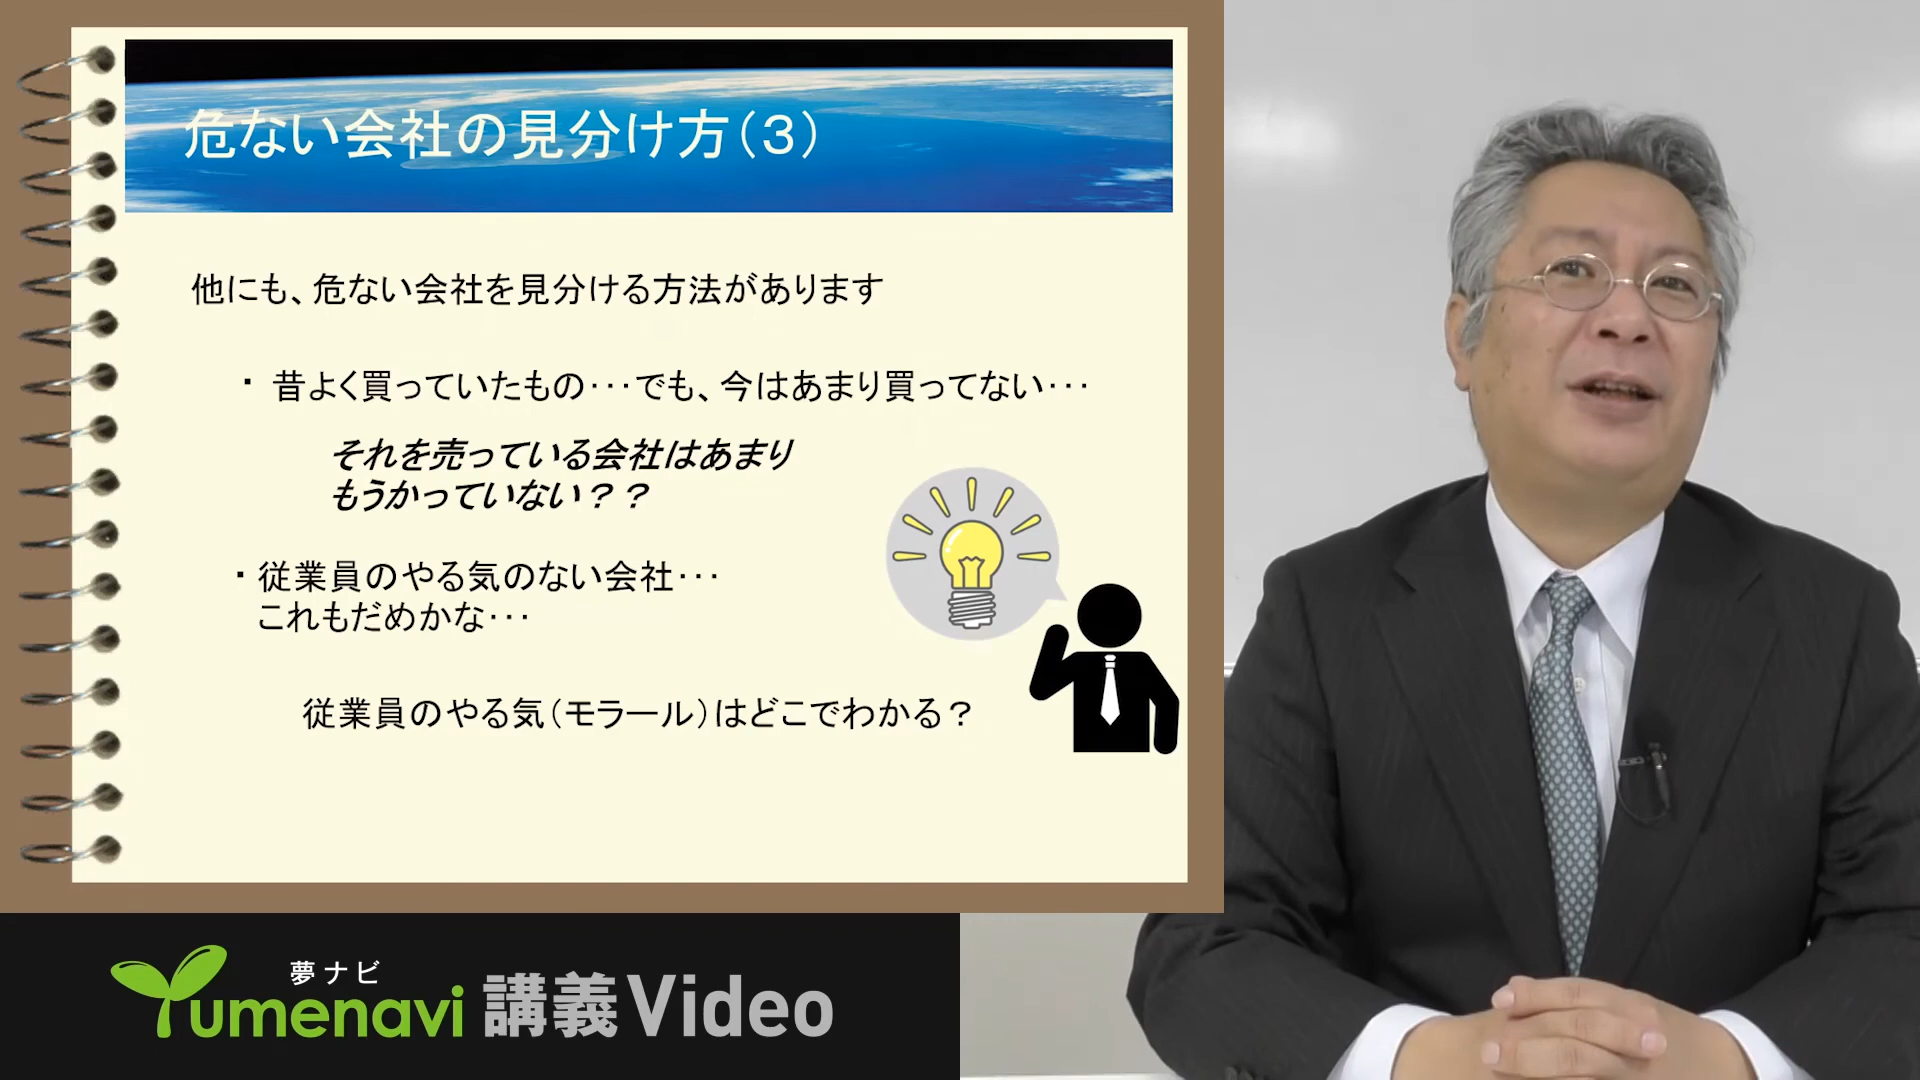 危ない会社の見分け方（３）
他にも、危ない会社を見分ける方法があります
・ 昔よく買っていたもの・・・でも、今はあまり買ってない・・・
それを売っている会社はあまり
もうかっていない？？
・従業員のやる気のない会社・・・
これもだめかな・・・
従業員のやる気（モラール）はどこでわかる？
夢ナビ
Yumenavi 講義Video